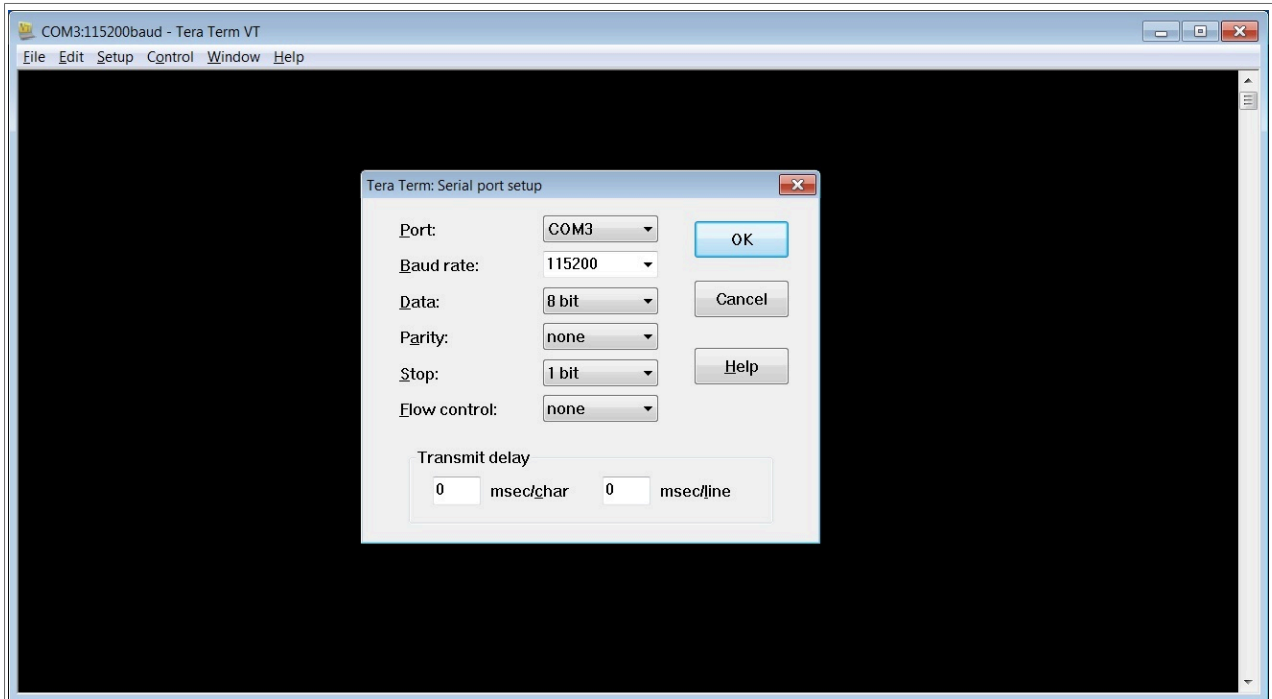 COM3:115200baud - Tera Term VT
File Edit Setup Control Window Help
Tera Term: Serial port setup
Port: COM3
OK
Baud rate: 115200
Data: 8 bit
Cancel
Parity: none
Stop: 1 bit
Help
Flow control: none
Transmit delay
0 msec/char 0 msec/line